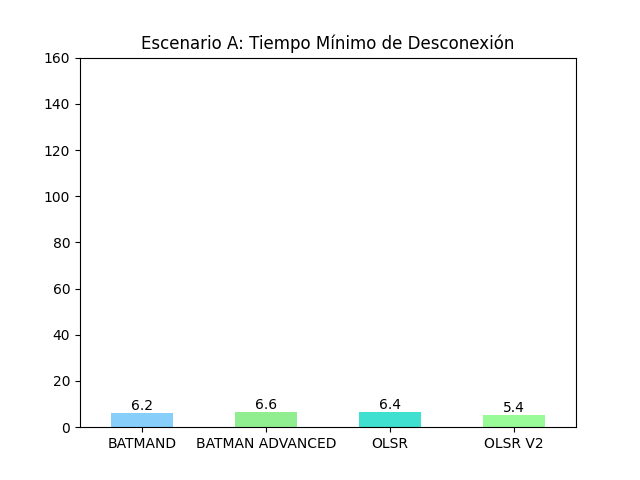 Escenario A: Tiempo Mínimo de Desconexión
160
140
120
100
80
60
40
20
0
6.2
6.6
6.4
5.4
BATMAND
BATMAN ADVANCED
OLSR
OLSR V2